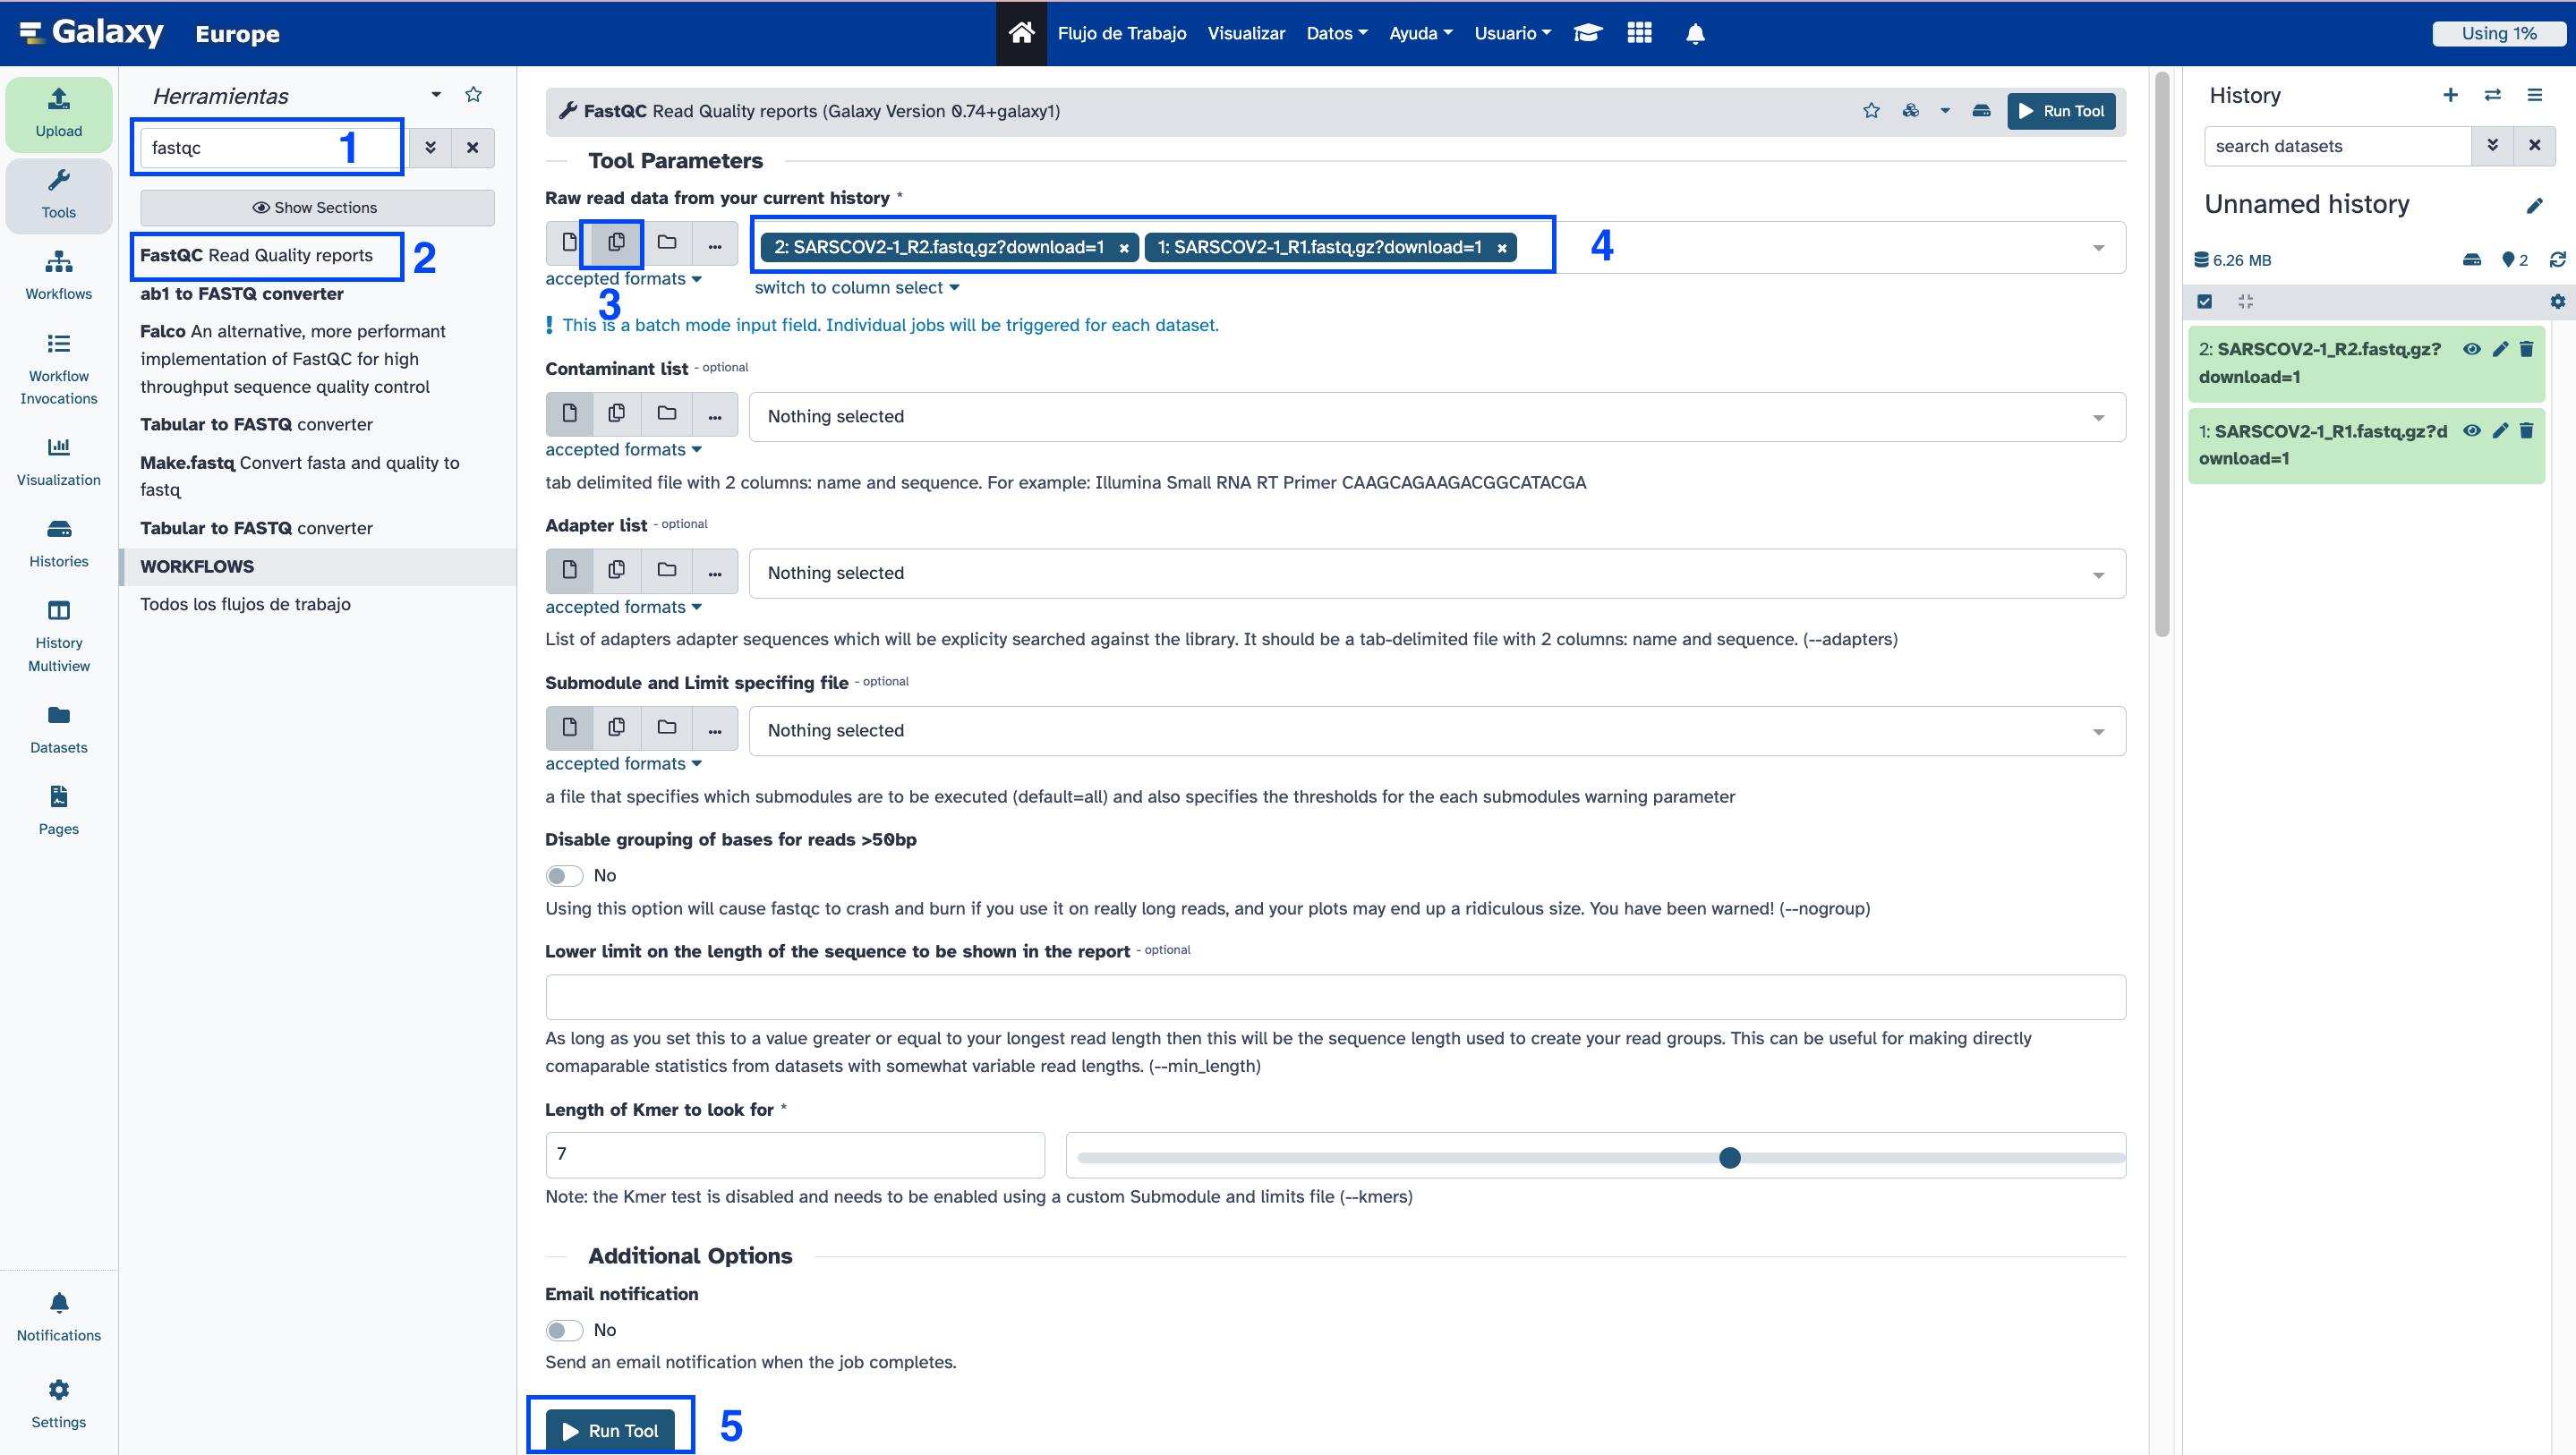 Galaxy Europe
Flujo de Trabajo Visualizar Datos Ayuda Usuario
Using 1%
Upload
Tools
Workflows
Workflow
Invocations
Visualization
Histories
History
Multiview
Datasets
Pages
Notifications
Settings
Herramientas
fastqc 1
Show Sections
FastQC Read Quality reports 2
ab1 to FASTQ converter
Falco An alternative, more performant
implementation of FastQC for high
throughput sequence quality control
Tabular to FASTQ converter
Make.fastq Convert fasta and quality to
fastq
Tabular to FASTQ converter
WORKFLOWS
Todos los flujos de trabajo
FastQC Read Quality reports (Galaxy Version 0.74+galaxy1)
Run Tool
Tool Parameters
Raw read data from your current history *
2: SARSCOV2-1_R2.fastq.gz?download=1 × 1: SARSCOV2-1_R1.fastq.gz?download=1 × 4
accepted formats
switch to column select
3
! This is a batch mode input field. Individual jobs will be triggered for each dataset.
Contaminant list - optional
... Nothing selected
accepted formats
tab delimited file with 2 columns: name and sequence. For example: Illumina Small RNA RT Primer CAAGCAGAAGACGGCATACGA
Adapter list - optional
... Nothing selected
accepted formats
List of adapters adapter sequences which will be explicity searched against the library. It should be a tab-delimited file with 2 columns: name and sequence. (--adapters)
Submodule and Limit specifing file - optional
... Nothing selected
accepted formats
a file that specifies which submodules are to be executed (default=all) and also specifies the thresholds for the each submodules warning parameter
Disable grouping of bases for reads >50bp
No
Using this option will cause fastqc to crash and burn if you use it on really long reads, and your plots may end up a ridiculous size. You have been warned! (--nogroup)
Lower limit on the length of the sequence to be shown in the report - optional
As long as you set this to a value greater or equal to your longest read length then this will be the sequence length used to create your read groups. This can be useful for making directly
comaparable statistics from datasets with somewhat variable read lengths. (--min_length)
Length of Kmer to look for *
7
Note: the Kmer test is disabled and needs to be enabled using a custom Submodule and limits file (--kmers)
Additional Options
Email notification
No
Send an email notification when the job completes.
Run Tool 5
History
search datasets
Unnamed history
6.26 MB 2
2: SARSCOV2-1_R2.fastq.gz?
download=1
1: SARSCOV2-1_R1.fastq.gz?d
ownload=1